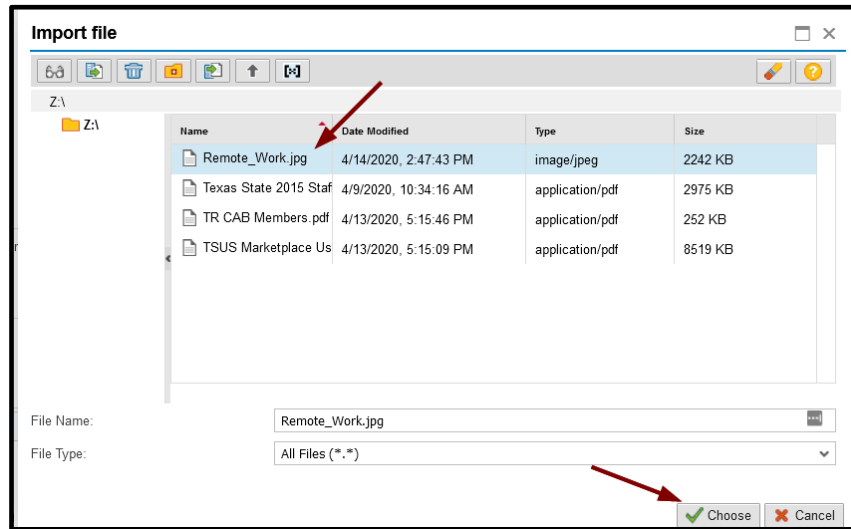 Import file
Z:\
Z:\
Name Date Modified Type Size
Remote_Work.jpg 4/14/2020, 2:47:43 PM image/jpeg 2242 KB
Texas State 2015 Staf 4/9/2020, 10:34:16 AM application/pdf 2975 KB
TR CAB Members.pdf 4/13/2020, 5:15:46 PM application/pdf 252 KB
TSUS Marketplace Us 4/13/2020, 5:15:09 PM application/pdf 8519 KB
File Name: Remote_Work.jpg
File Type: All Files (*.*)
Choose Cancel